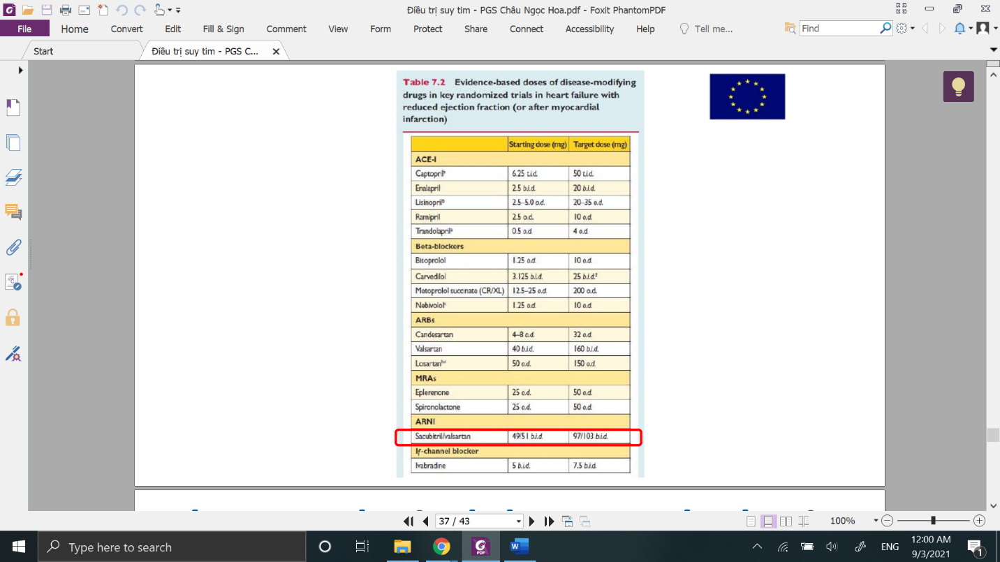 Điều trị suy tim - PGS Châu Ngọc Hoa.pdf - Foxit PhantomPDF
File Home Convert Edit Fill & Sign Comment View Form Protect Share Connect Accessibility Help Tell me... Find
Start Điều trị suy tim - PGS C...
Table 7.2 Evidence-based doses of disease-modifying
drugs in key randomized trials in heart failure with
reduced ejection fraction (or after myocardial
infarction)
Starting dose (mg) Target dose (mg)
ACE-I
Captoprilᵇ 6.25 t.i.d. 50 t.i.d.
Enalapril 2.5 b.i.d. 20 b.i.d.
Lisinoprilᵇ 2.5–5.0 o.d. 20–35 o.d.
Ramipril 2.5 o.d. 10 o.d.
Trandolaprilᵃ 0.5 o.d. 4 o.d.
Beta-blockers
Bisoprolol 1.25 o.d. 10 o.d.
Carvedilol 3.125 b.i.d. 25 b.i.d.ᵈ
Metoprolol succinate (CR/XL) 12.5–25 o.d. 200 o.d.
Nebivololᶜ 1.25 o.d. 10 o.d.
ARBs
Candesartan 4–8 o.d. 32 o.d.
Valsartan 40 b.i.d. 160 b.i.d.
Losartanᵇ,ᶜ 50 o.d. 150 o.d.
MRAs
Eplerenone 25 o.d. 50 o.d.
Spironolactone 25 o.d. 50 o.d.
ARNI
Sacubitril/valsartan 49/51 b.i.d. 97/103 b.i.d.
If-channel blocker
Ivabradine 5 b.i.d. 7.5 b.i.d.
37 / 43 100%
Type here to search ENG 12:00 AM
9/3/2021 1